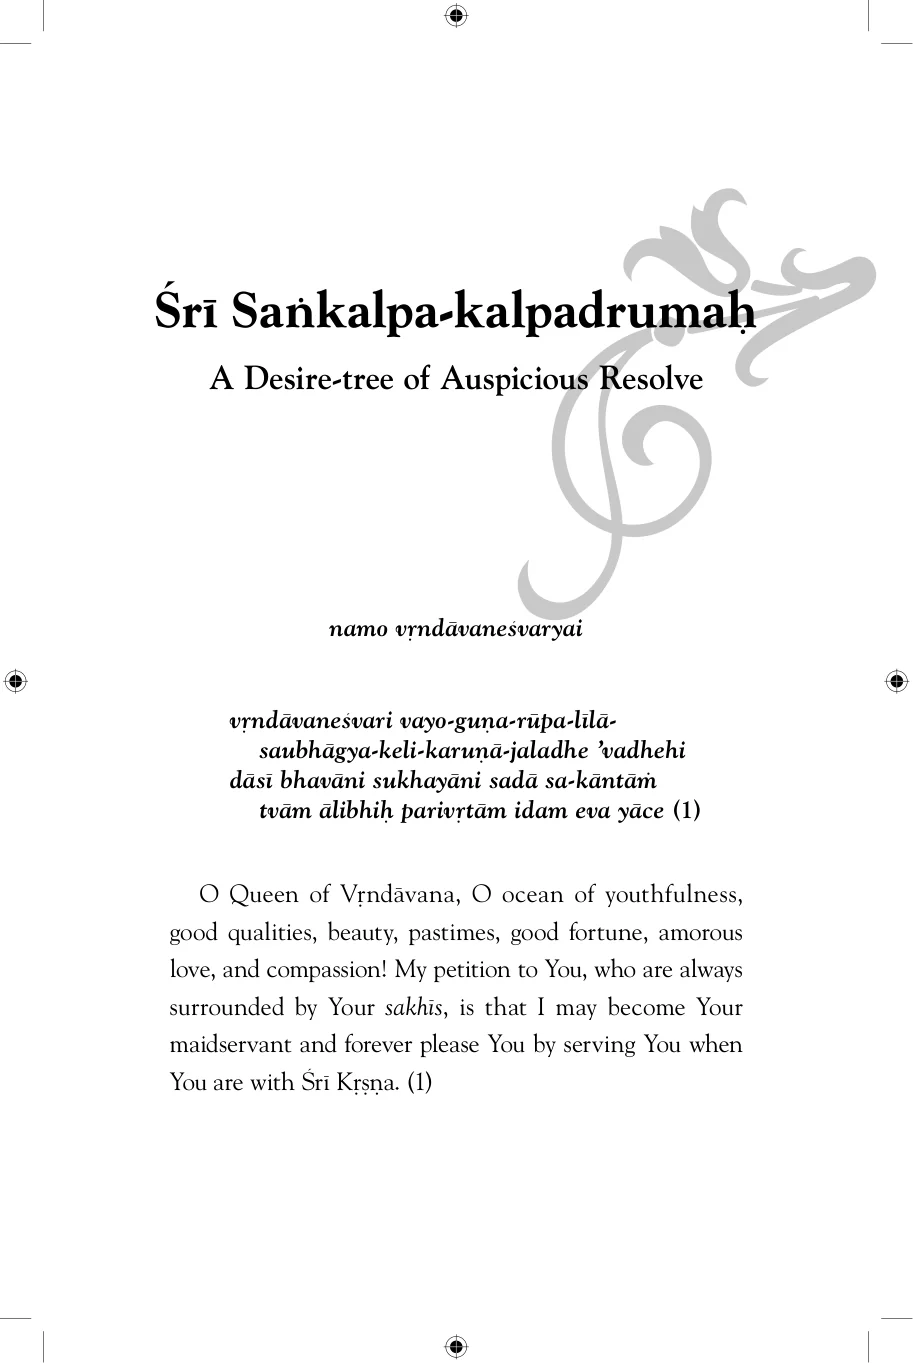 Śrī Saṅkalpa-kalpadrumaḥ
A Desire-tree of Auspicious Resolve
namo vṛndāvaneśvaryai
vṛndāvaneśvari vayo-guṇa-rūpa-līlā-
saubhāgya-keli-karuṇā-jaladhe ’vadhehi
dāsī bhavāni sukhayāni sadā sa-kāntāṁ
tvām ālibhiḥ parivṛtām idam eva yāce (1)
O Queen of Vṛndāvana, O ocean of youthfulness,
good qualities, beauty, pastimes, good fortune, amorous
love, and compassion! My petition to You, who are always
surrounded by Your sakhīs, is that I may become Your
maidservant and forever please You by serving You when
You are with Śrī Kṛṣṇa. (1)